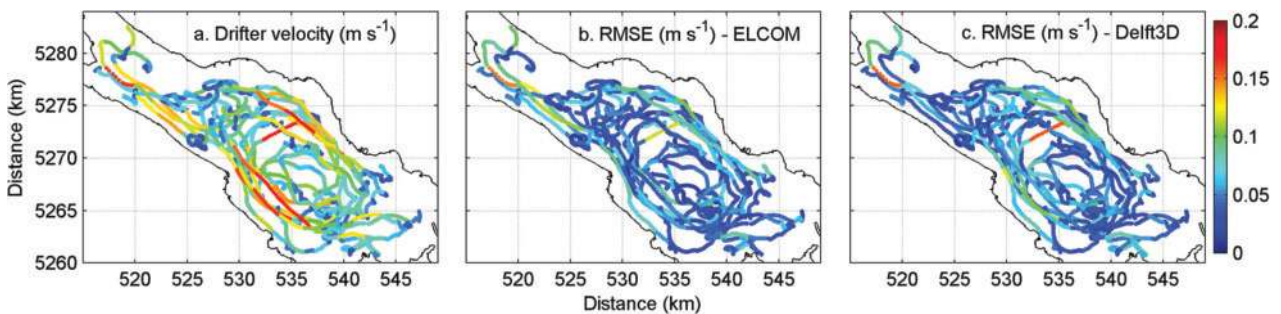 a. Drifter velocity (m s⁻¹)
b. RMSE (m s⁻¹) - ELCOM
c. RMSE (m s⁻¹) - Delft3D
0.2
0.15
0.1
0.05
0
5280
5275
5270
5265
5260
Distance (km)
520 525 530 535 540 545
520 525 530 535 540 545
520 525 530 535 540 545
Distance (km)